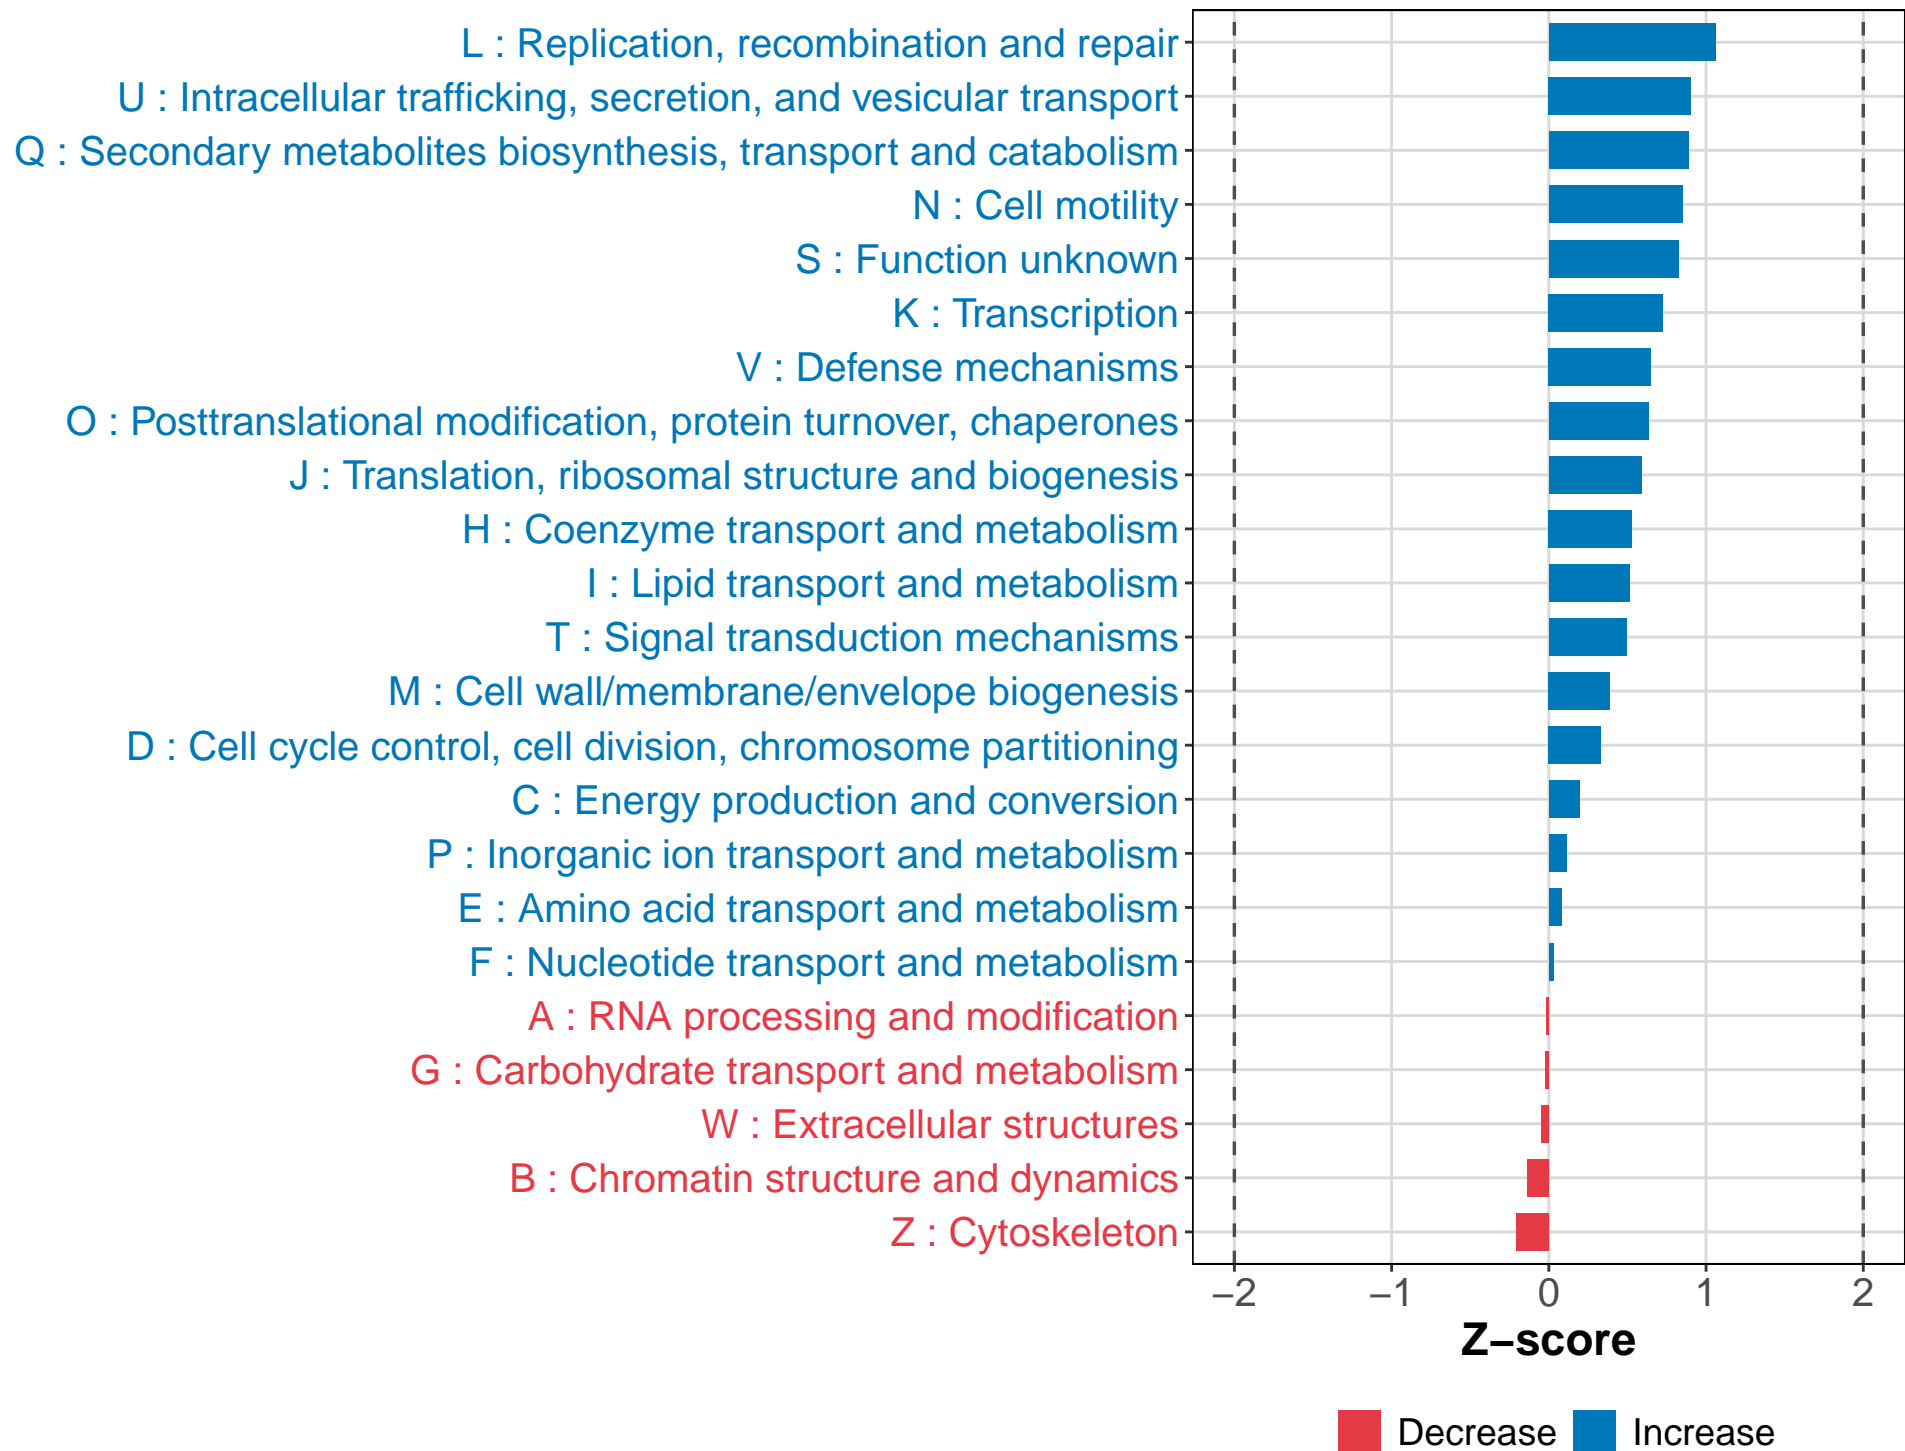 L : Replication, recombination and repair
U : Intracellular trafficking, secretion, and vesicular transport
Q : Secondary metabolites biosynthesis, transport and catabolism
N : Cell motility
S : Function unknown
K : Transcription
V : Defense mechanisms
O : Posttranslational modification, protein turnover, chaperones
J : Translation, ribosomal structure and biogenesis
H : Coenzyme transport and metabolism
I : Lipid transport and metabolism
T : Signal transduction mechanisms
M : Cell wall/membrane/envelope biogenesis
D : Cell cycle control, cell division, chromosome partitioning
C : Energy production and conversion
P : Inorganic ion transport and metabolism
E : Amino acid transport and metabolism
F : Nucleotide transport and metabolism
A : RNA processing and modification
G : Carbohydrate transport and metabolism
W : Extracellular structures
B : Chromatin structure and dynamics
Z : Cytoskeleton
−2 −1 0 1 2
Z−score
Decrease Increase